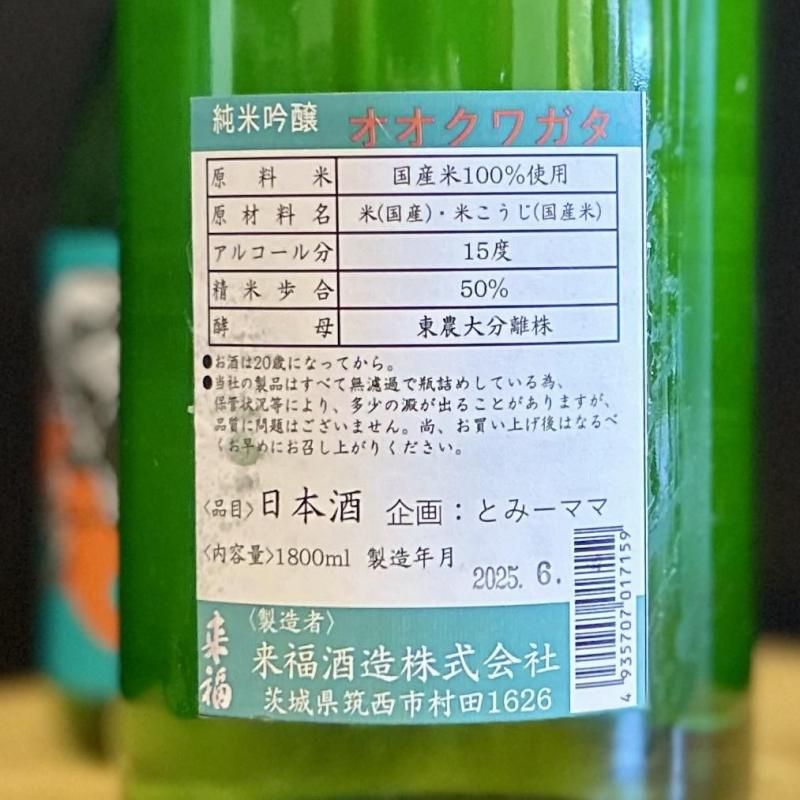 純米吟醸 オオクワガタ
原料米 国産米100%使用
原材料名 米(国産)・米こうじ(国産米)
アルコール分 15度
精米歩合 50%
酵母 東農大分離株
●お酒は20歳になってから。
●当社の製品はすべて無濾過で瓶詰めしている為、
保管状況等により、多少の澱が出ることがありますが、
品質に問題はございません。尚、お買い上げ後はなるべ
くお早めにお召し上がりください。
〈品目〉日本酒 企画:とみーママ
〈内容量〉1800ml 製造年月
2025. 6.
〈製造者〉
来福
来福酒造株式会社
茨城県筑西市村田1626
4 935707 017159